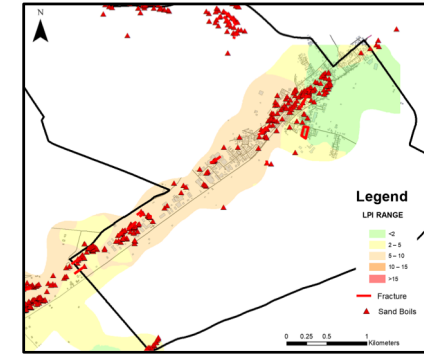 N
Legend
LPI RANGE
<2
2 – 5
5 – 10
10 – 15
>15
Fracture
Sand Boils
0 0.25 0.5 1
Kilometers